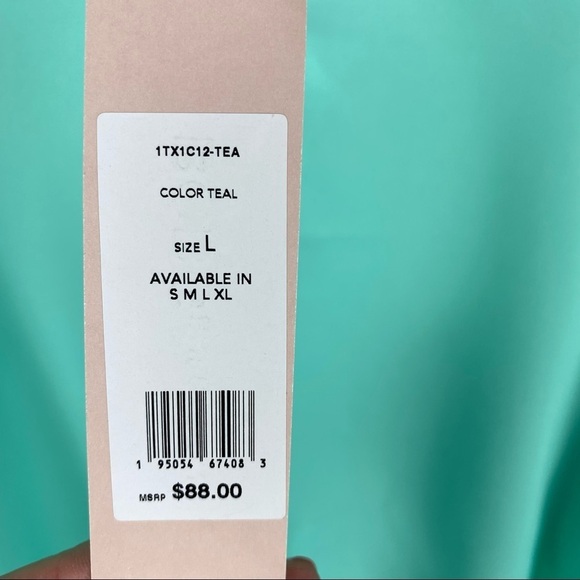 1TX1C12-TEA
COLOR TEAL
SIZE L
AVAILABLE IN
S M L XL
1 95054 67408 3
MSRP $88.00